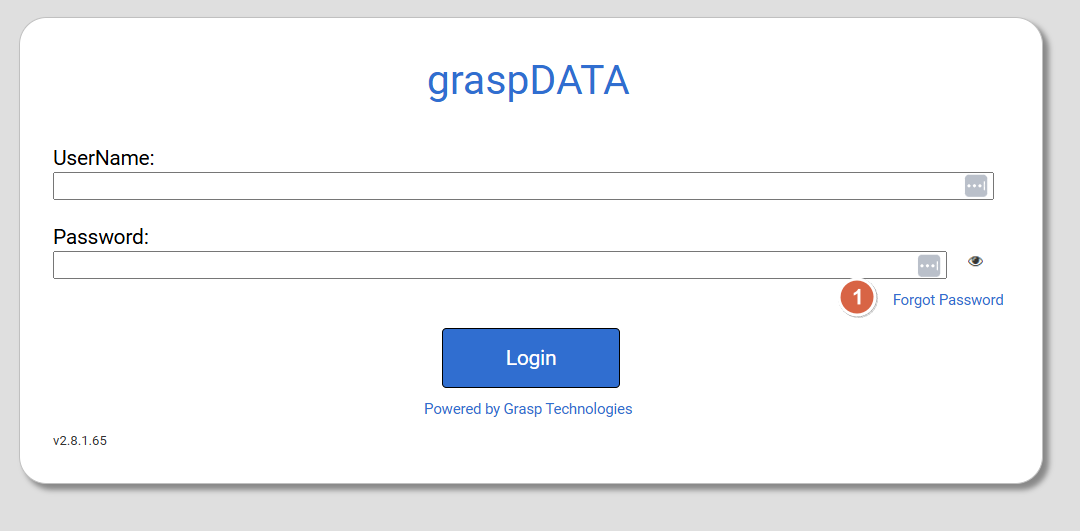 graspDATA
UserName:
Password:
1 Forgot Password
Login
Powered by Grasp Technologies
v2.8.1.65